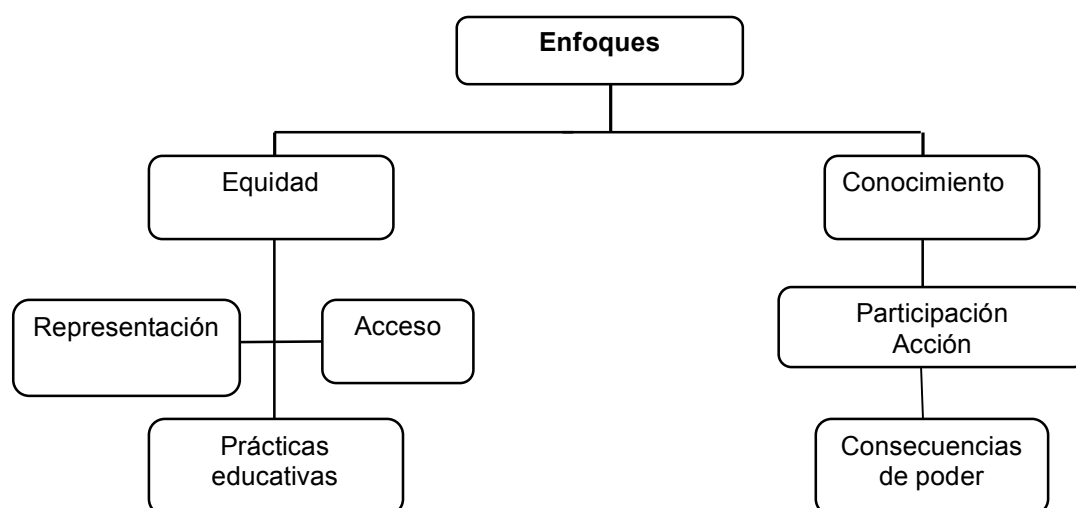 Enfoques
Equidad
Conocimiento
Representación
Acceso
Participación
Acción
Prácticas
educativas
Consecuencias
de poder